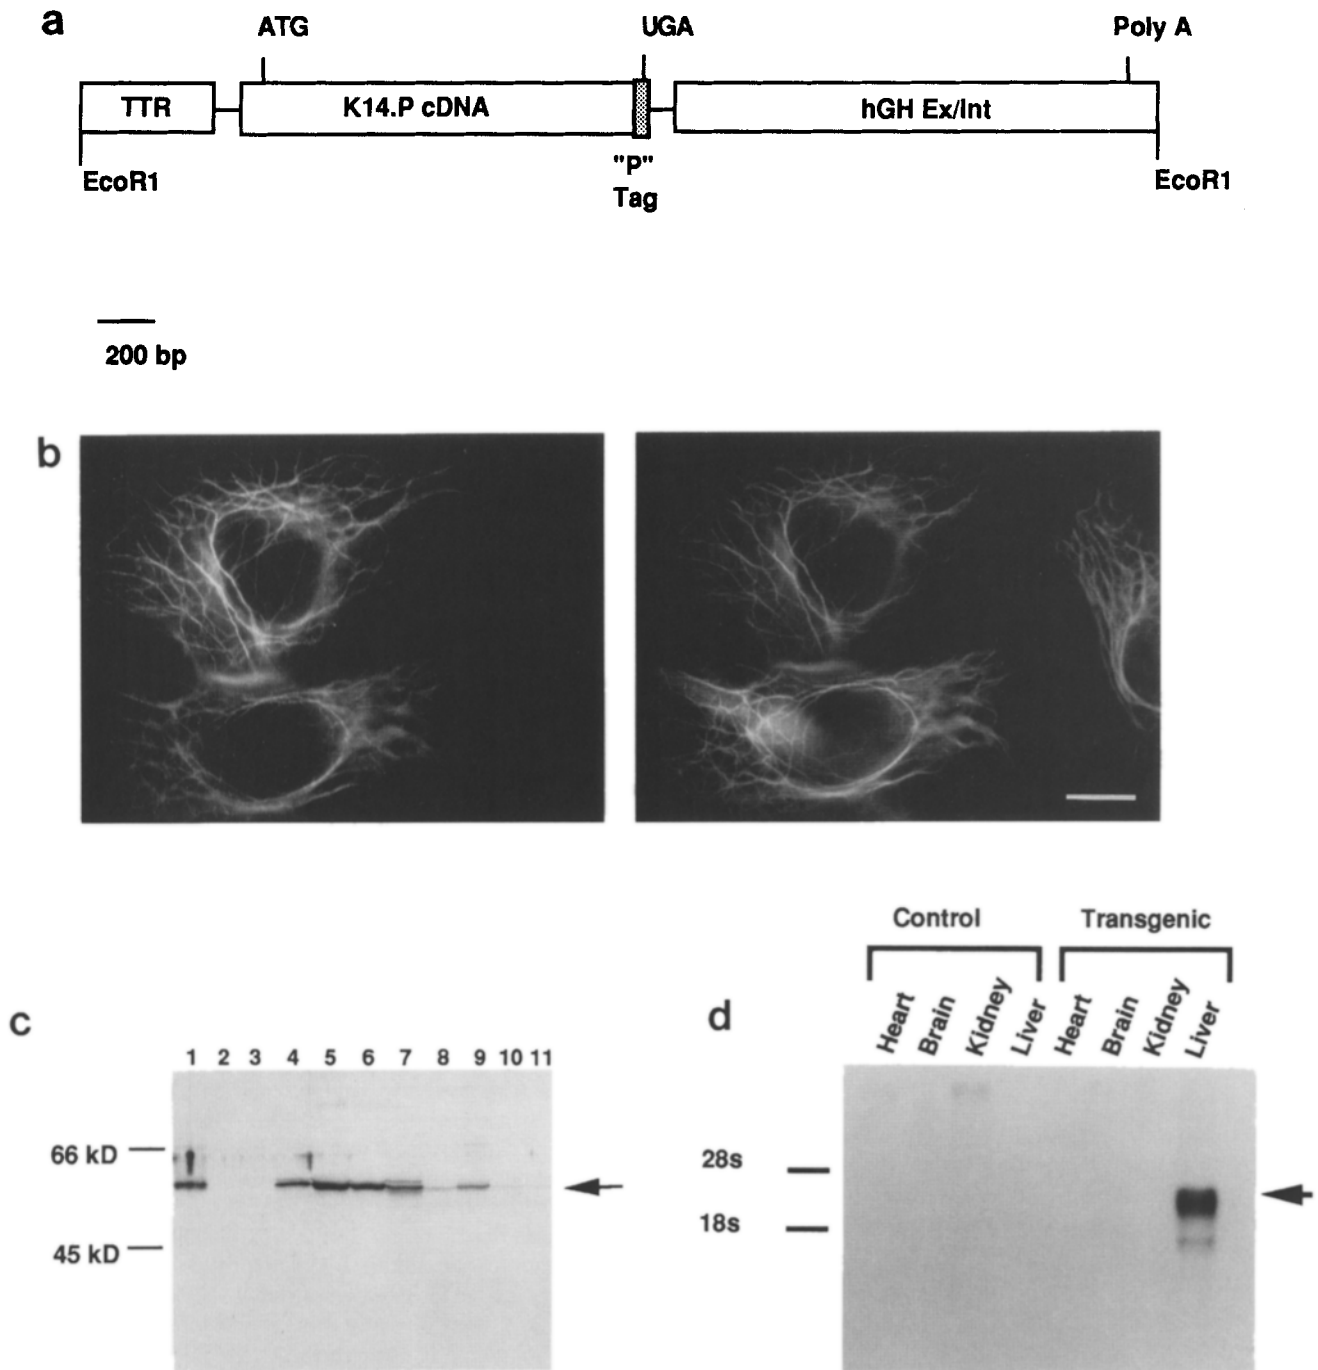 a
ATG UGA Poly A
TTR K14.P cDNA hGH Ex/Int
EcoR1 "P" Tag EcoR1
200 bp
b
c
1 2 3 4 5 6 7 8 9 10 11
66 kD
45 kD
d
Control Transgenic
Heart Brain Kidney Liver Heart Brain Kidney Liver
28s
18s